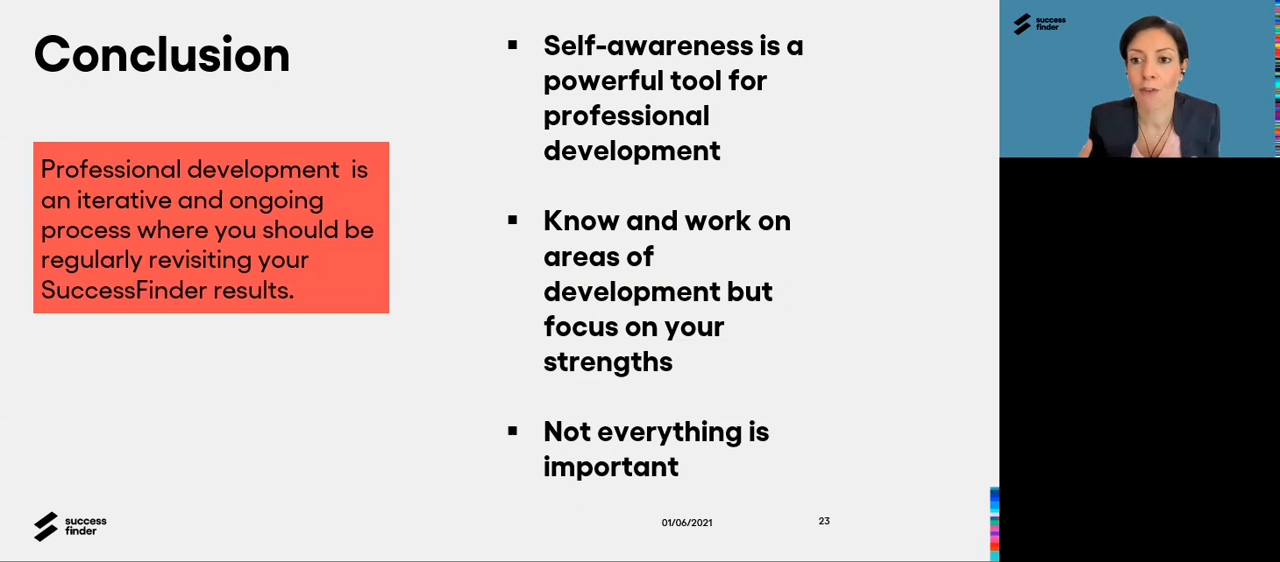 Conclusion
Professional development is
an iterative and ongoing
process where you should be
regularly revisiting your
SuccessFinder results.
▪ Self-awareness is a
powerful tool for
professional
development
▪ Know and work on
areas of
development but
focus on your
strengths
▪ Not everything is
important
success
finder
01/06/2021
23
success
finder